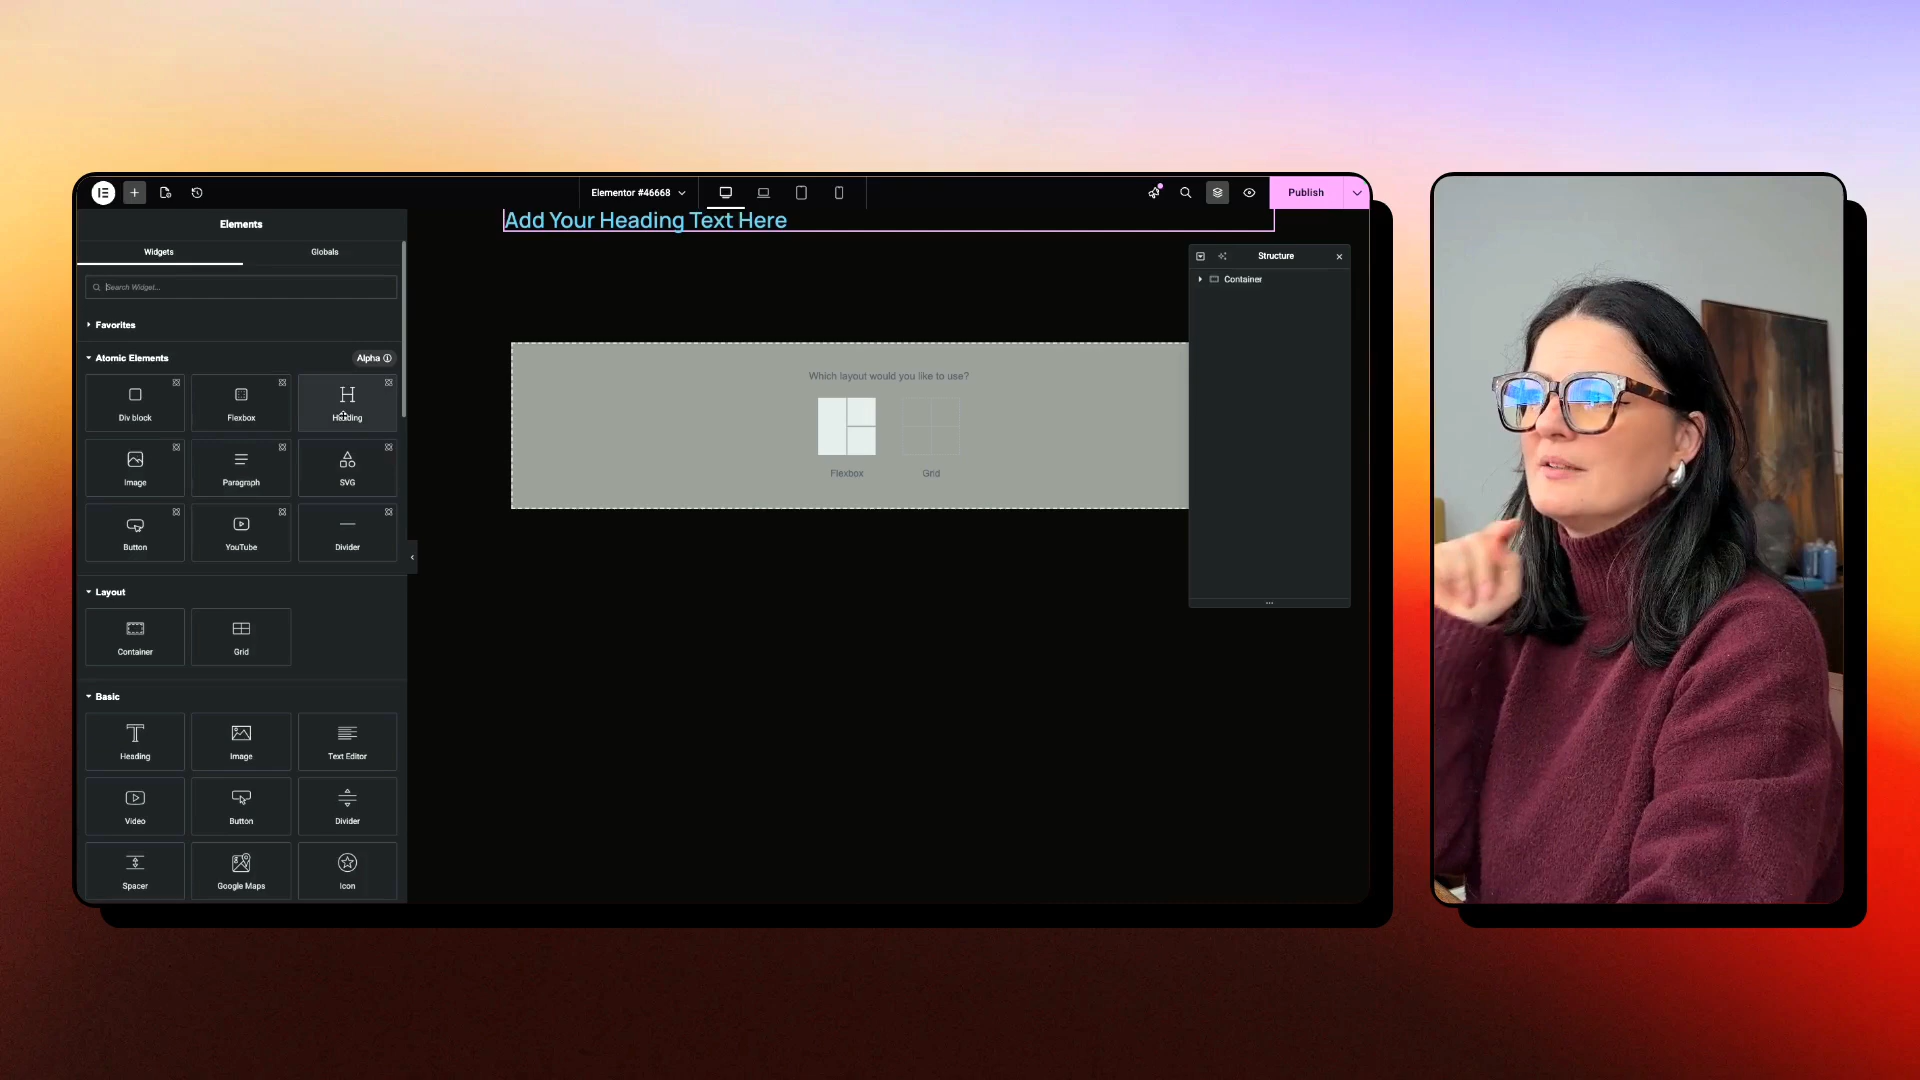 Elementor #46668
Publish
Elements
Widgets
Globals
Search Widget...
Favorites
Atomic Elements
Alpha
Div block
Flexbox
Heading
Image
Paragraph
SVG
Button
YouTube
Divider
Layout
Container
Grid
Basic
Heading
Image
Text Editor
Video
Button
Divider
Spacer
Google Maps
Icon
Add Your Heading Text Here
Which layout would you like to use?
Flexbox
Grid
Structure
Container